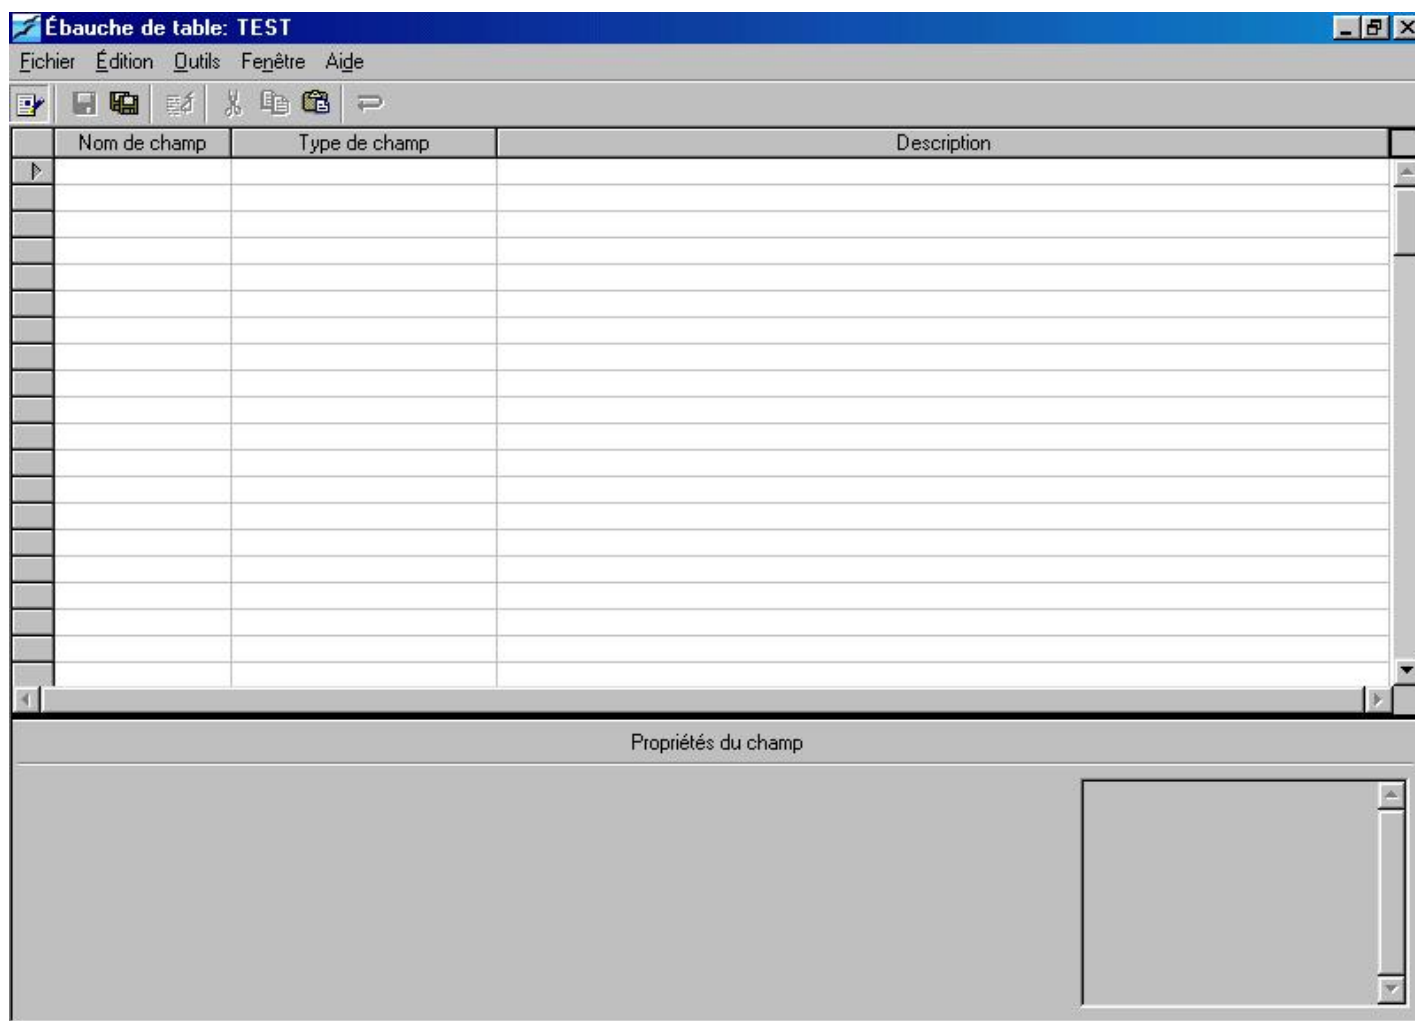 Ébauche de table: TEST
Fichier Édition Outils Fenêtre Aide
Nom de champ Type de champ Description
Propriétés du champ